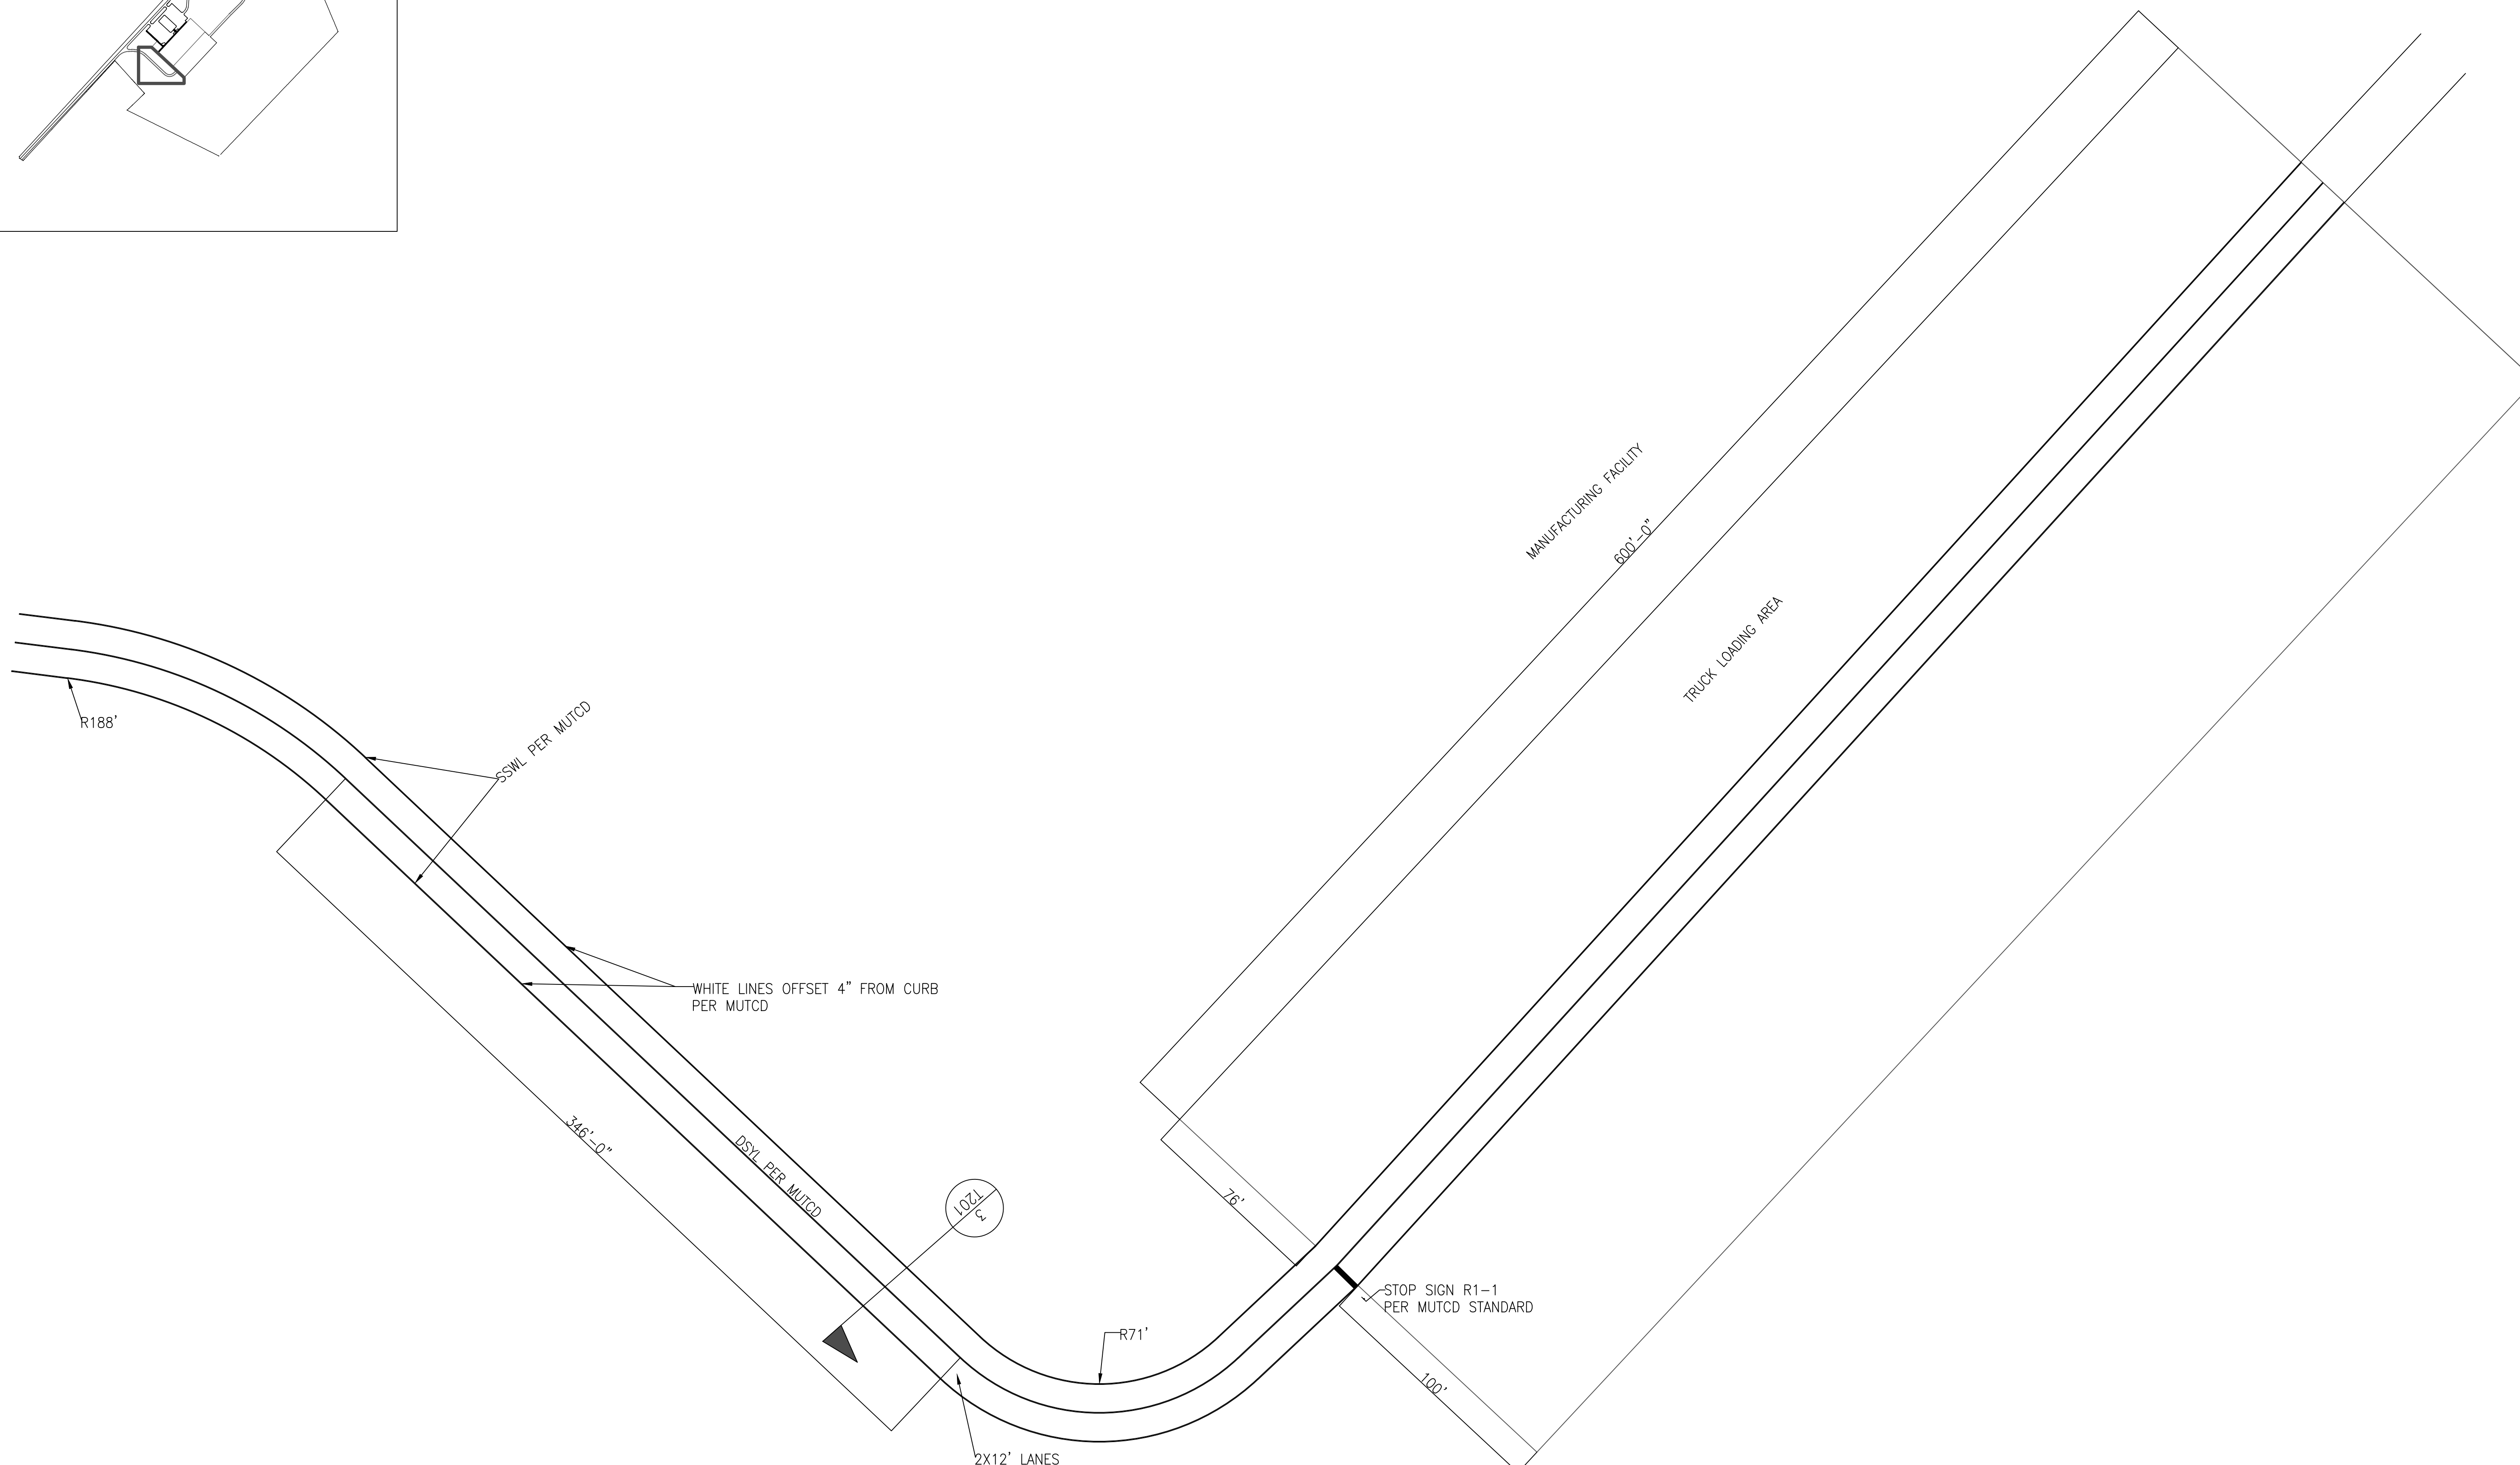 MANUFACTURING FACILITY
600'-0"
TRUCK LOADING AREA
R188'
SSWL PER MUTCD
WHITE LINES OFFSET 4" FROM CURB
PER MUTCD
346'-0"
DSYL PER MUTCD
3
T201
76'
STOP SIGN R1-1
PER MUTCD STANDARD
R71'
100'
2X12' LANES